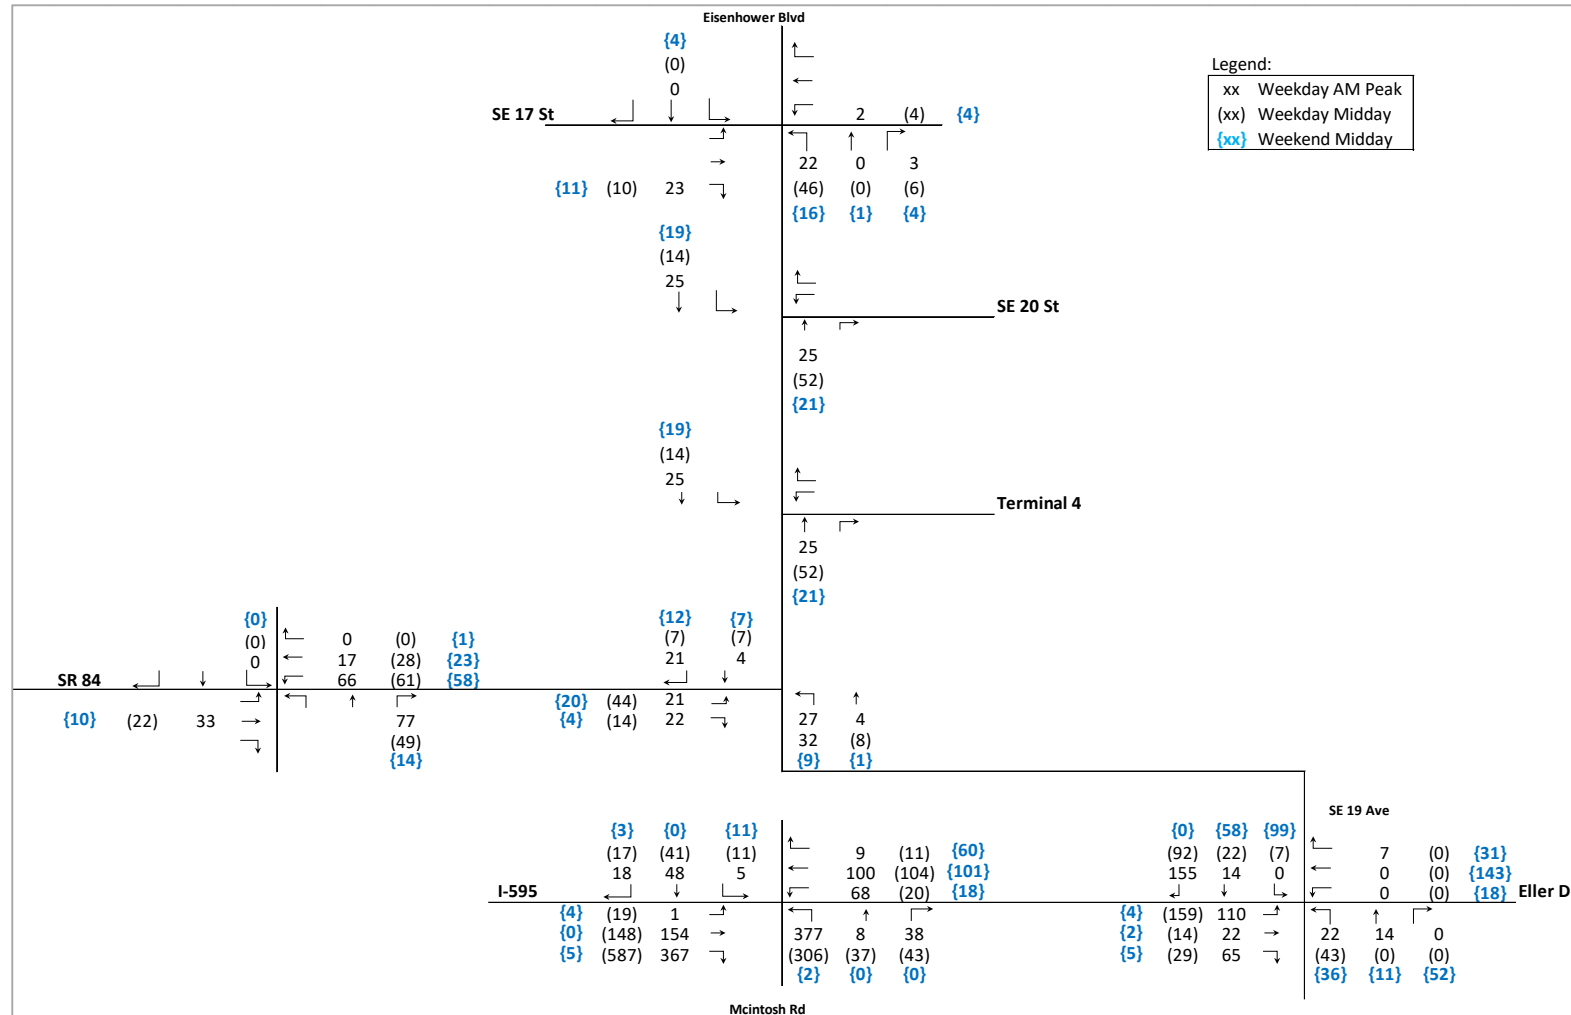 Eisenhower Blvd
{4}
(0)
0
Legend:
xx Weekday AM Peak
(xx) Weekday Midday
{xx} Weekend Midday
SE 17 St
2 (4) {4}
22 0 3
{11} (10) 23
(46) (0) (6)
{16} {1} {4}
{19}
(14)
25
SE 20 St
25
(52)
{21}
{19}
(14)
25
Terminal 4
25
(52)
{21}
{0}
(0)
0
0 (0) {1}
17 (28) {23}
66 (61) {58}
{12} {7}
(7) (7)
21 4
SR 84
{10} (22) 33
77
(49)
{14}
{20} (44) 21
{4} (14) 22
27 4
32 (8)
{9} {1}
SE 19 Ave
{3} {0} {11}
(17) (41) (11)
18 48 5
9 (11) {60}
100 (104) {101}
68 (20) {18}
{0} {58} {99}
(92) (22) (7)
155 14 0
7 (0) {31}
0 (0) {143}
0 (0) {18}
I-595
Eller D
{4} (19) 1
{0} (148) 154
{5} (587) 367
377 8 38
(306) (37) (43)
{2} {0} {0}
{4} (159) 110
{2} (14) 22
{5} (29) 65
22 14 0
(43) (0) (0)
{36} {11} {52}
Mcintosh Rd